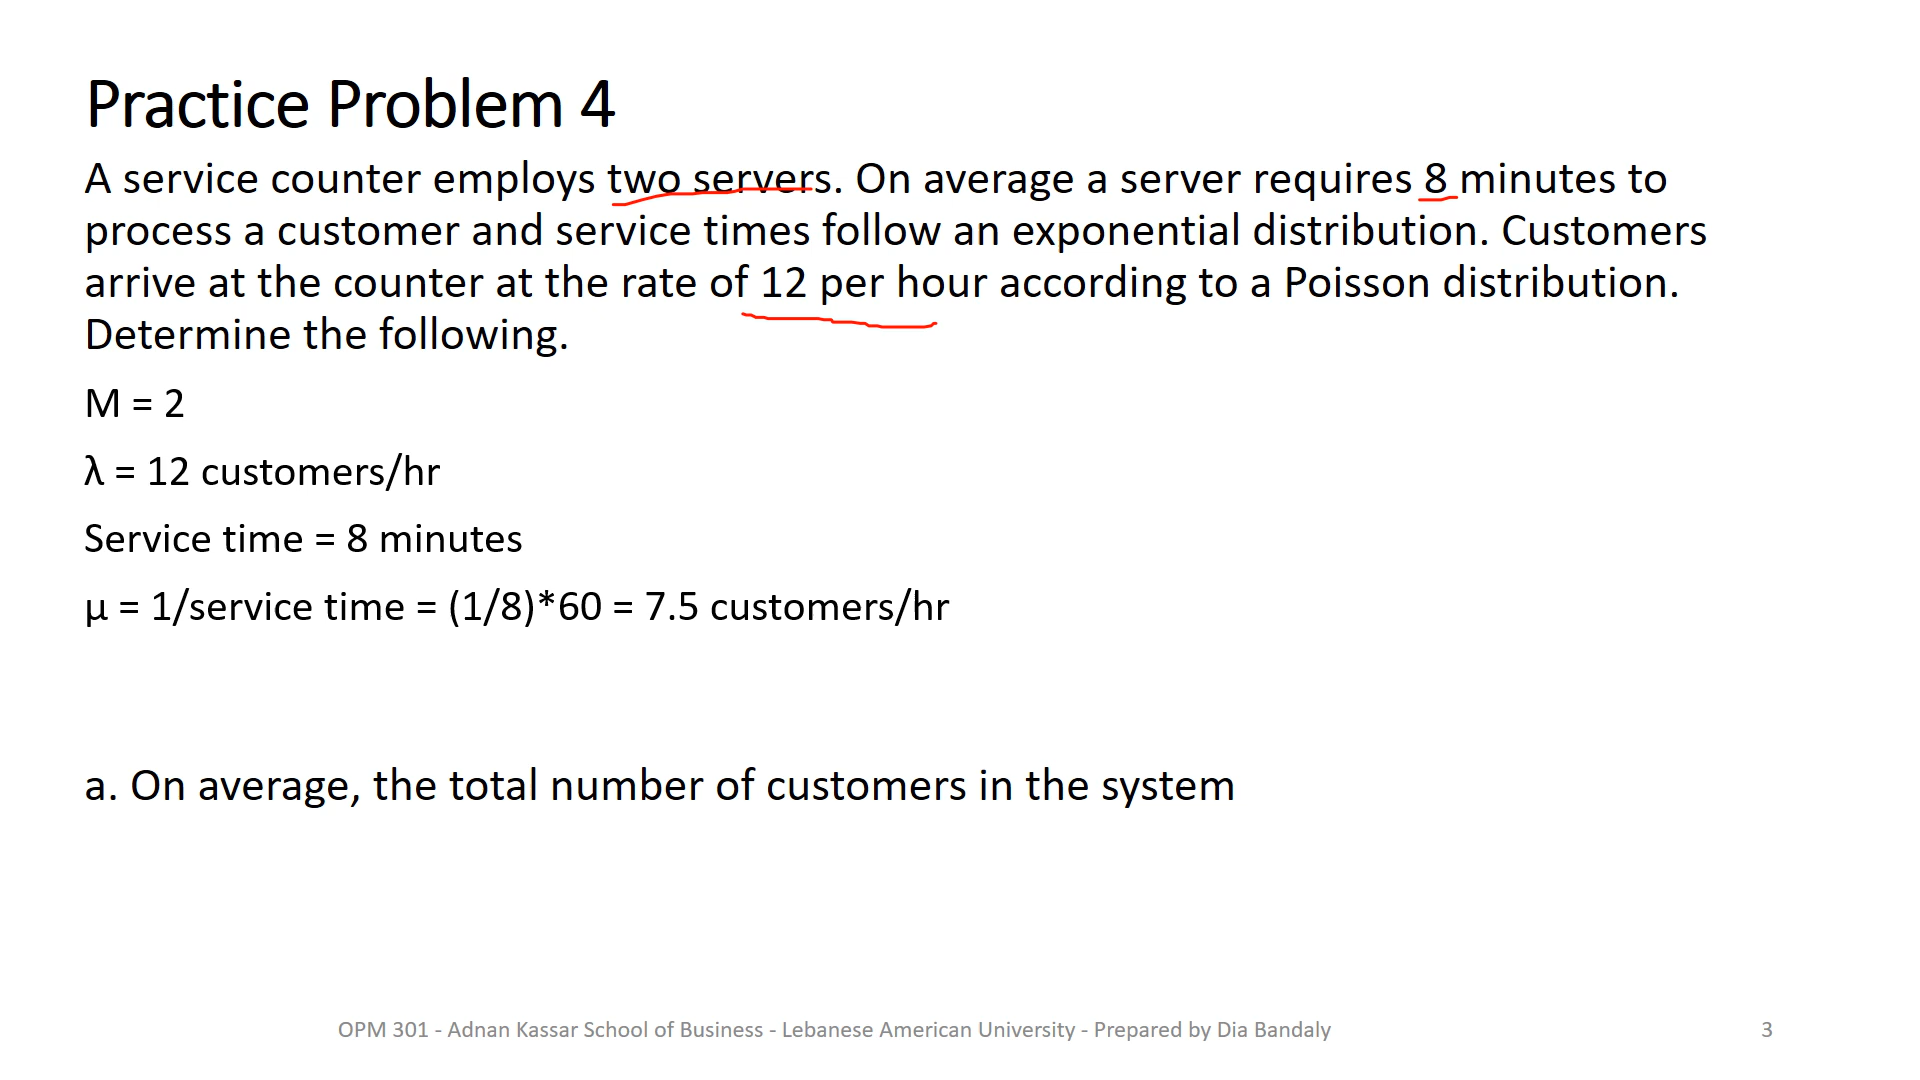 Practice Problem 4
A service counter employs two servers. On average a server requires 8 minutes to
process a customer and service times follow an exponential distribution. Customers
arrive at the counter at the rate of 12 per hour according to a Poisson distribution.
Determine the following.
M = 2
λ = 12 customers/hr
Service time = 8 minutes
µ = 1/service time = (1/8)*60 = 7.5 customers/hr
a. On average, the total number of customers in the system
OPM 301 - Adnan Kassar School of Business - Lebanese American University - Prepared by Dia Bandaly
3